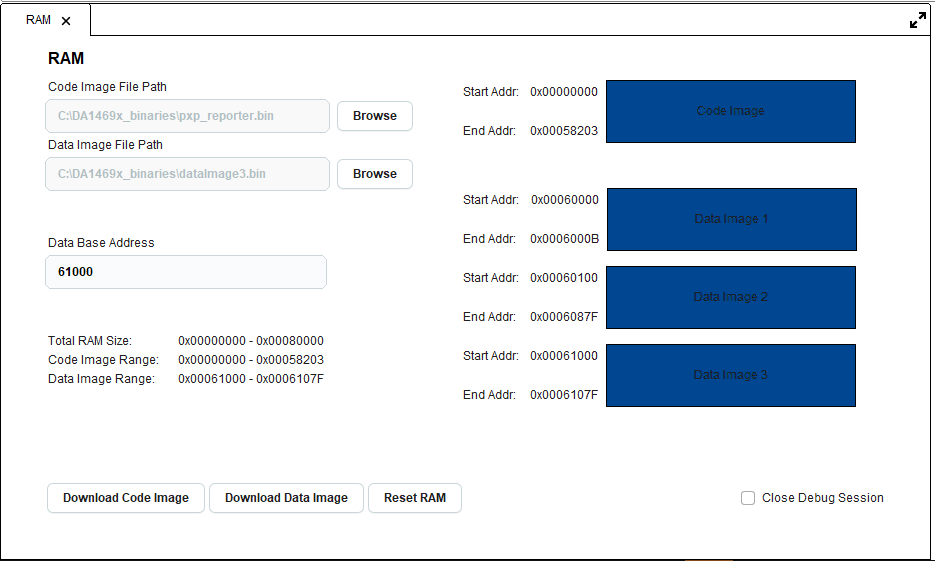 RAM
RAM
Code Image File Path
C:\DA1469x_binaries\pxp_reporter.bin
Browse
Data Image File Path
C:\DA1469x_binaries\dataImage3.bin
Browse
Data Base Address
61000
Total RAM Size: 0x00000000 - 0x00080000
Code Image Range: 0x00000000 - 0x00058203
Data Image Range: 0x00061000 - 0x0006107F
Start Addr: 0x00000000
Code Image
End Addr: 0x00058203
Start Addr: 0x00060000
Data Image 1
End Addr: 0x0006000B
Start Addr: 0x00060100
Data Image 2
End Addr: 0x0006087F
Start Addr: 0x00061000
Data Image 3
End Addr: 0x0006107F
Download Code Image Download Data Image Reset RAM
Close Debug Session